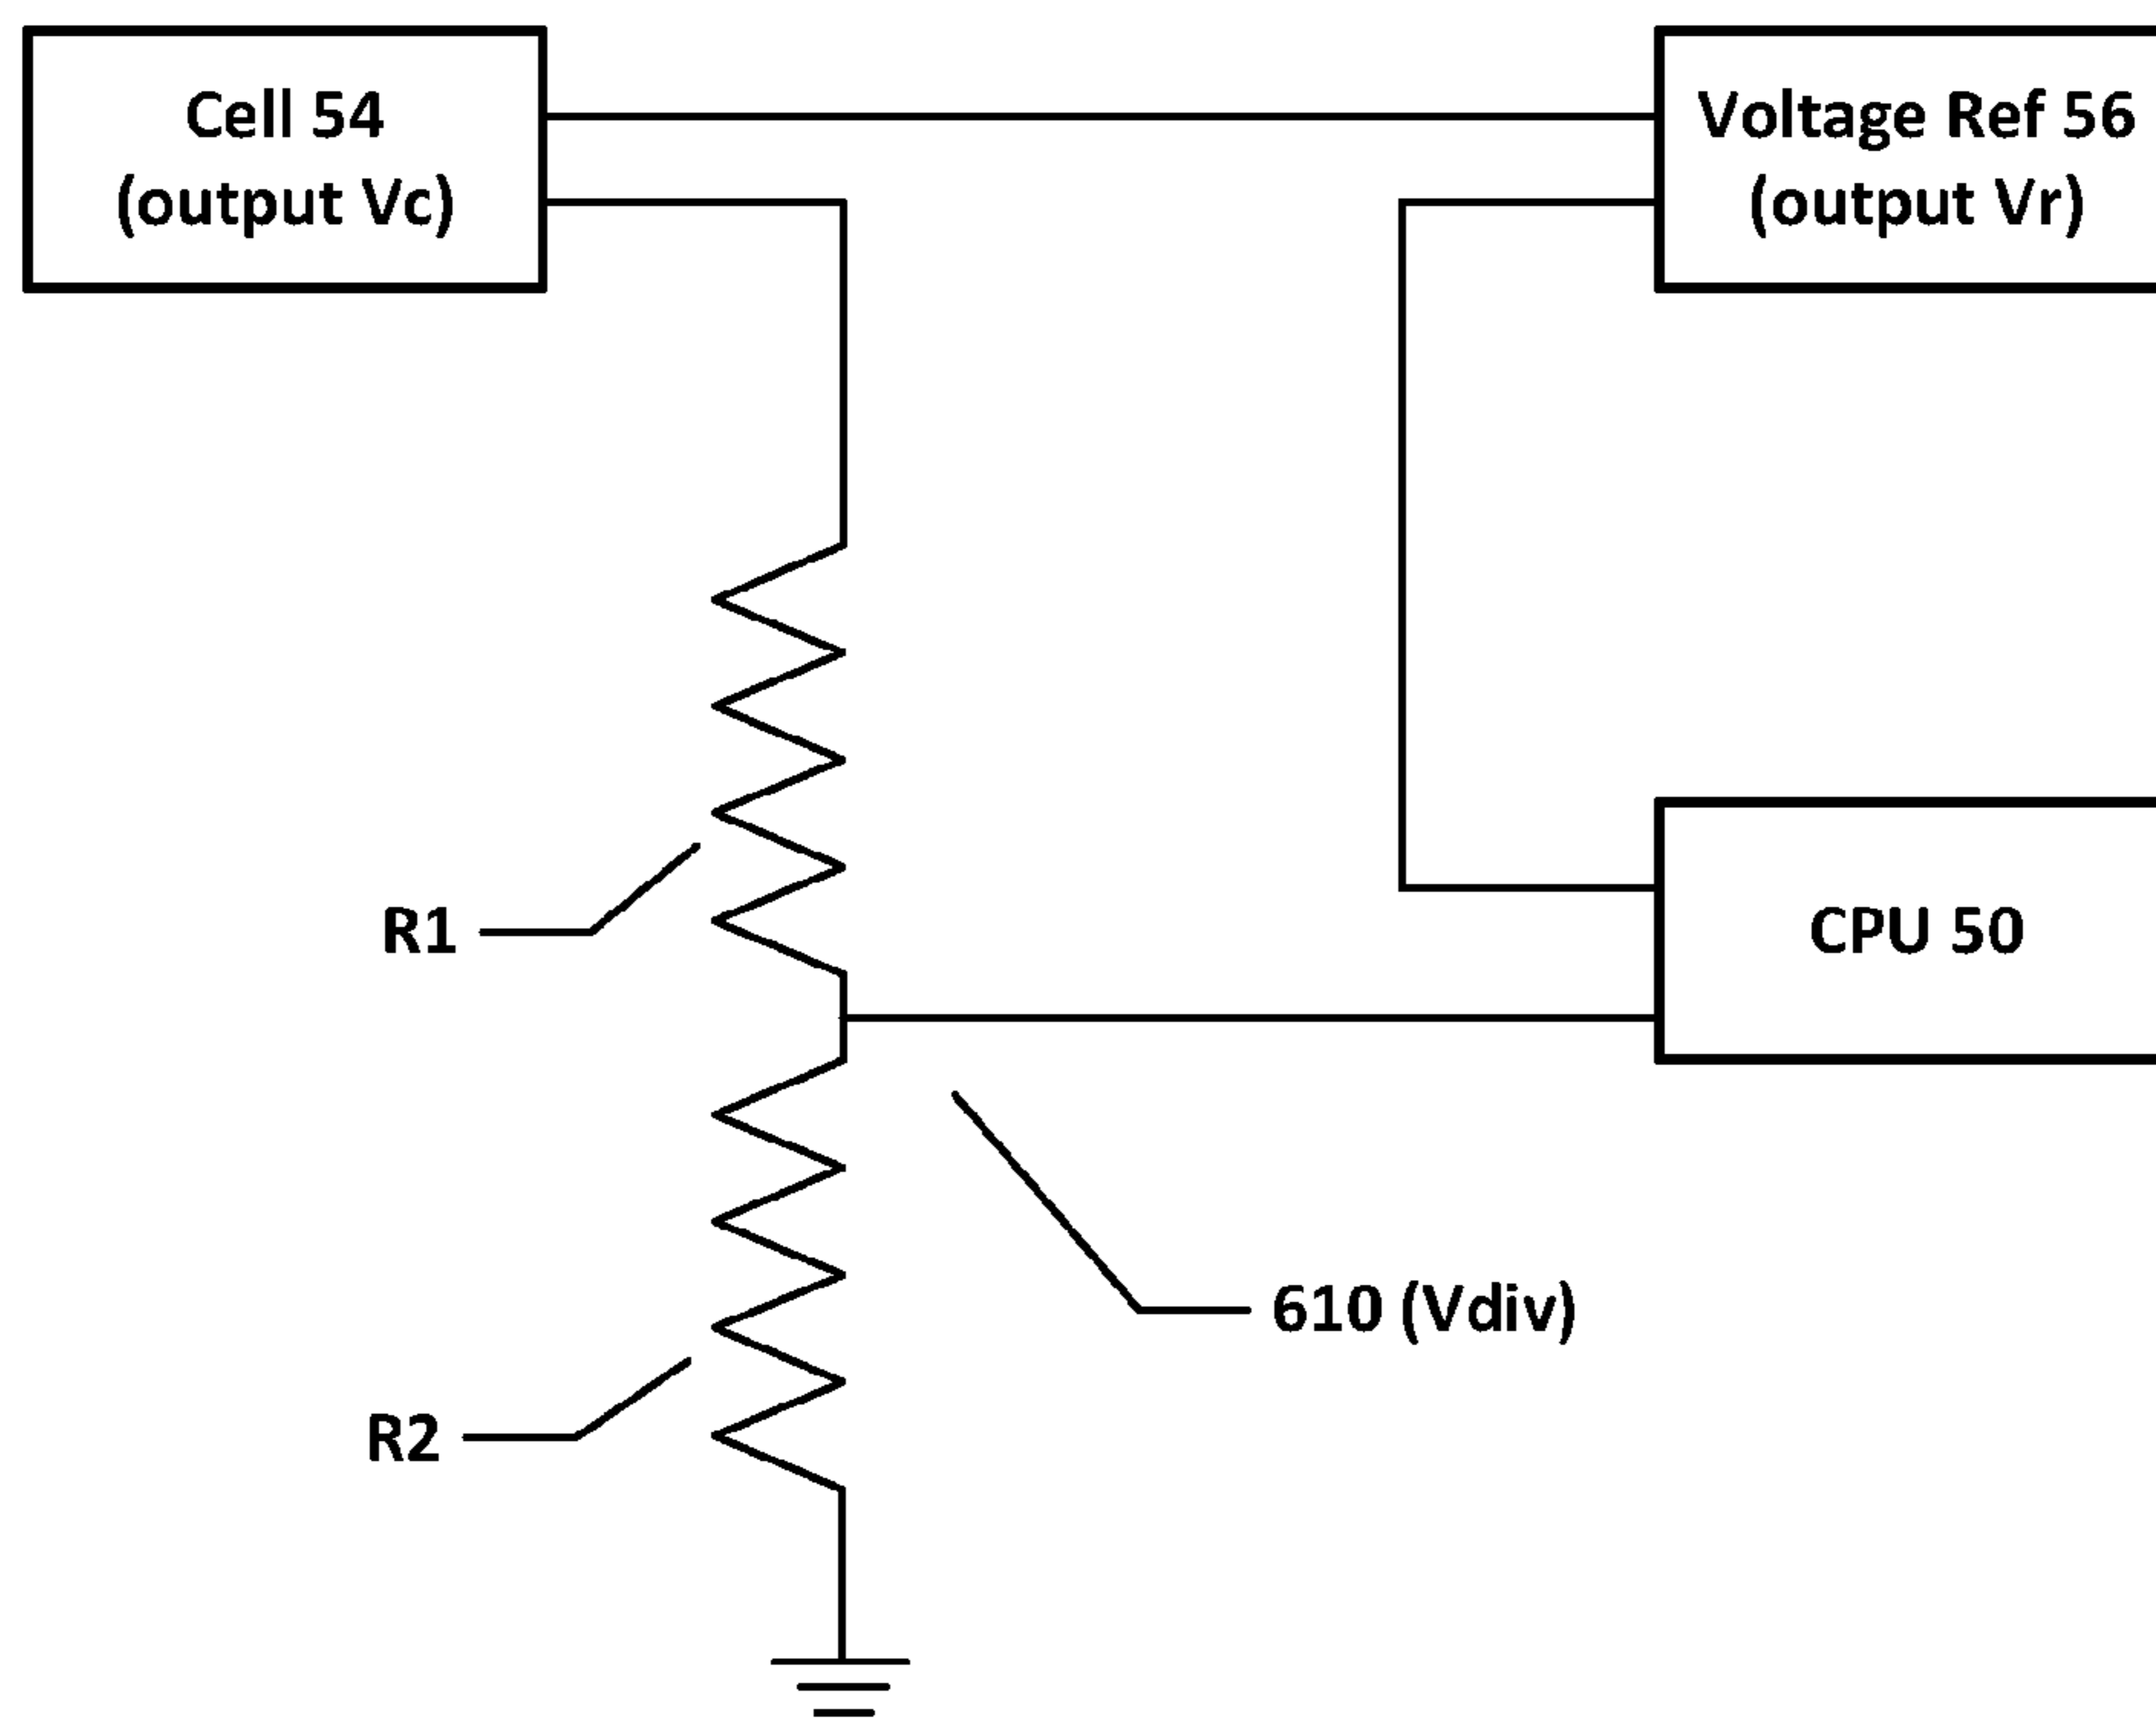 Cell 54
(output Vc)
Voltage Ref 56
(output Vr)
R1
CPU 50
610 (Vdiv)
R2